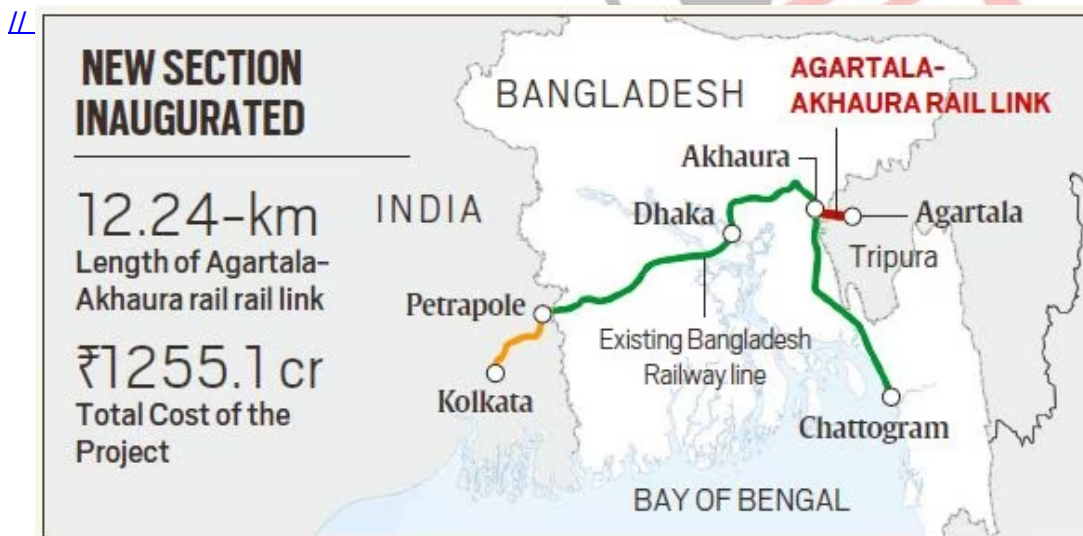 //
NEW SECTION
INAUGURATED
12.24-km
Length of Agartala-
Akhaura rail rail link
₹1255.1 cr
Total Cost of the
Project
BANGLADESH
AGARTALA-
AKHAURA RAIL LINK
Akhaura
INDIA
Dhaka
Agartala
Tripura
Petrapole
Existing Bangladesh
Railway line
Kolkata
Chattogram
BAY OF BENGAL